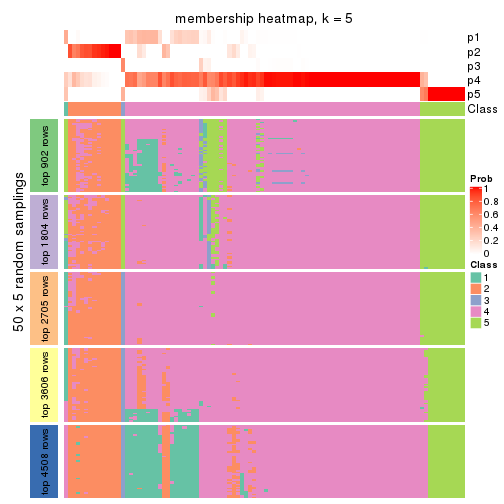 membership heatmap, k = 5
p1
p2
p3
p4
p5
Class
50 x 5 random samplings
top 902 rows
top 1804 rows
top 2705 rows
top 3606 rows
top 4508 rows
Prob
1
0.8
0.6
0.4
0.2
0
Class
1
2
3
4
5